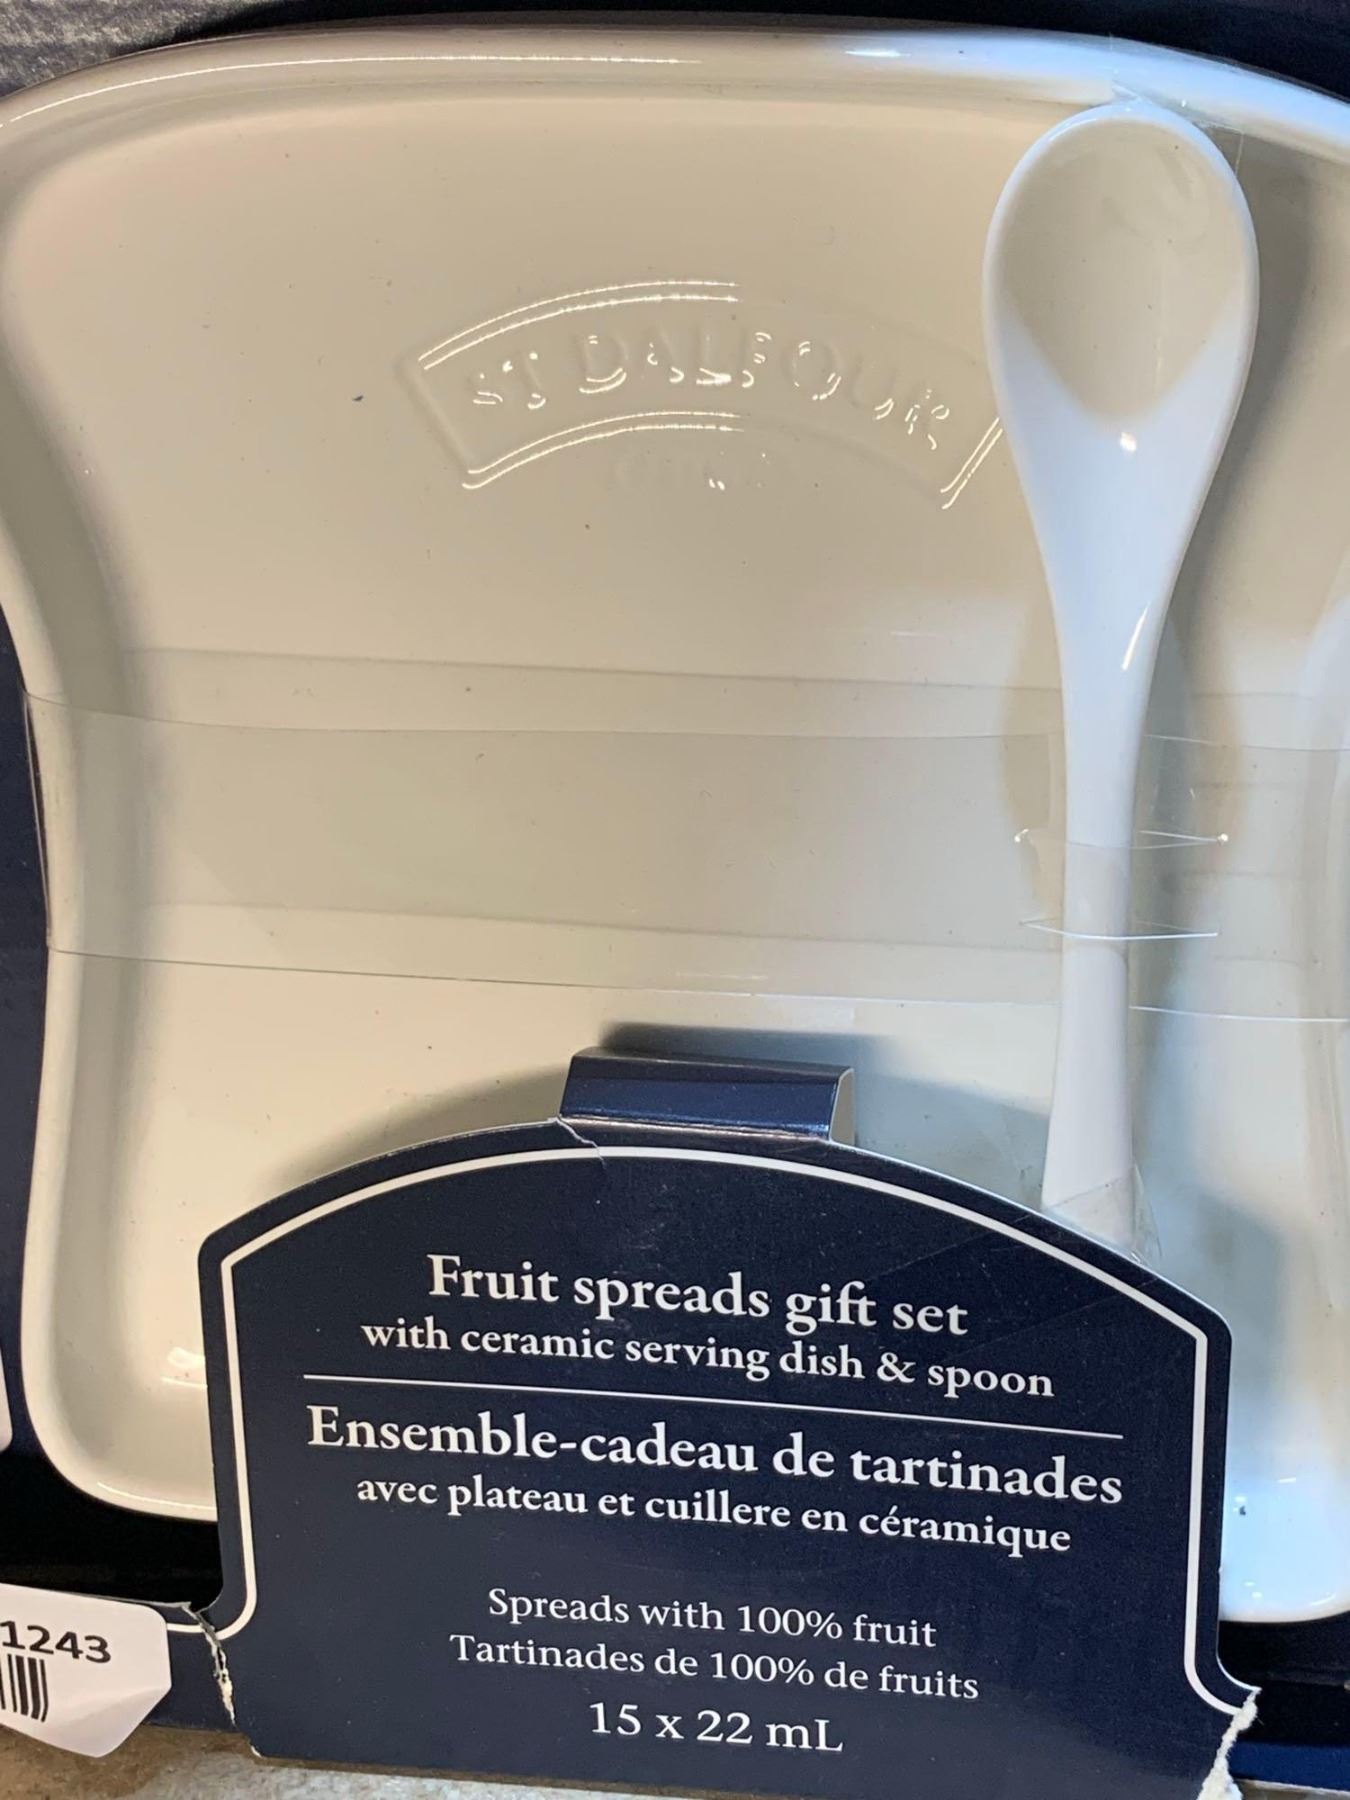 ST DALFOUR
Fruit spreads gift set
with ceramic serving dish & spoon
Ensemble-cadeau de tartinades
avec plateau et cuillere en céramique
Spreads with 100% fruit
Tartinades de 100% de fruits
15 x 22 mL
1243